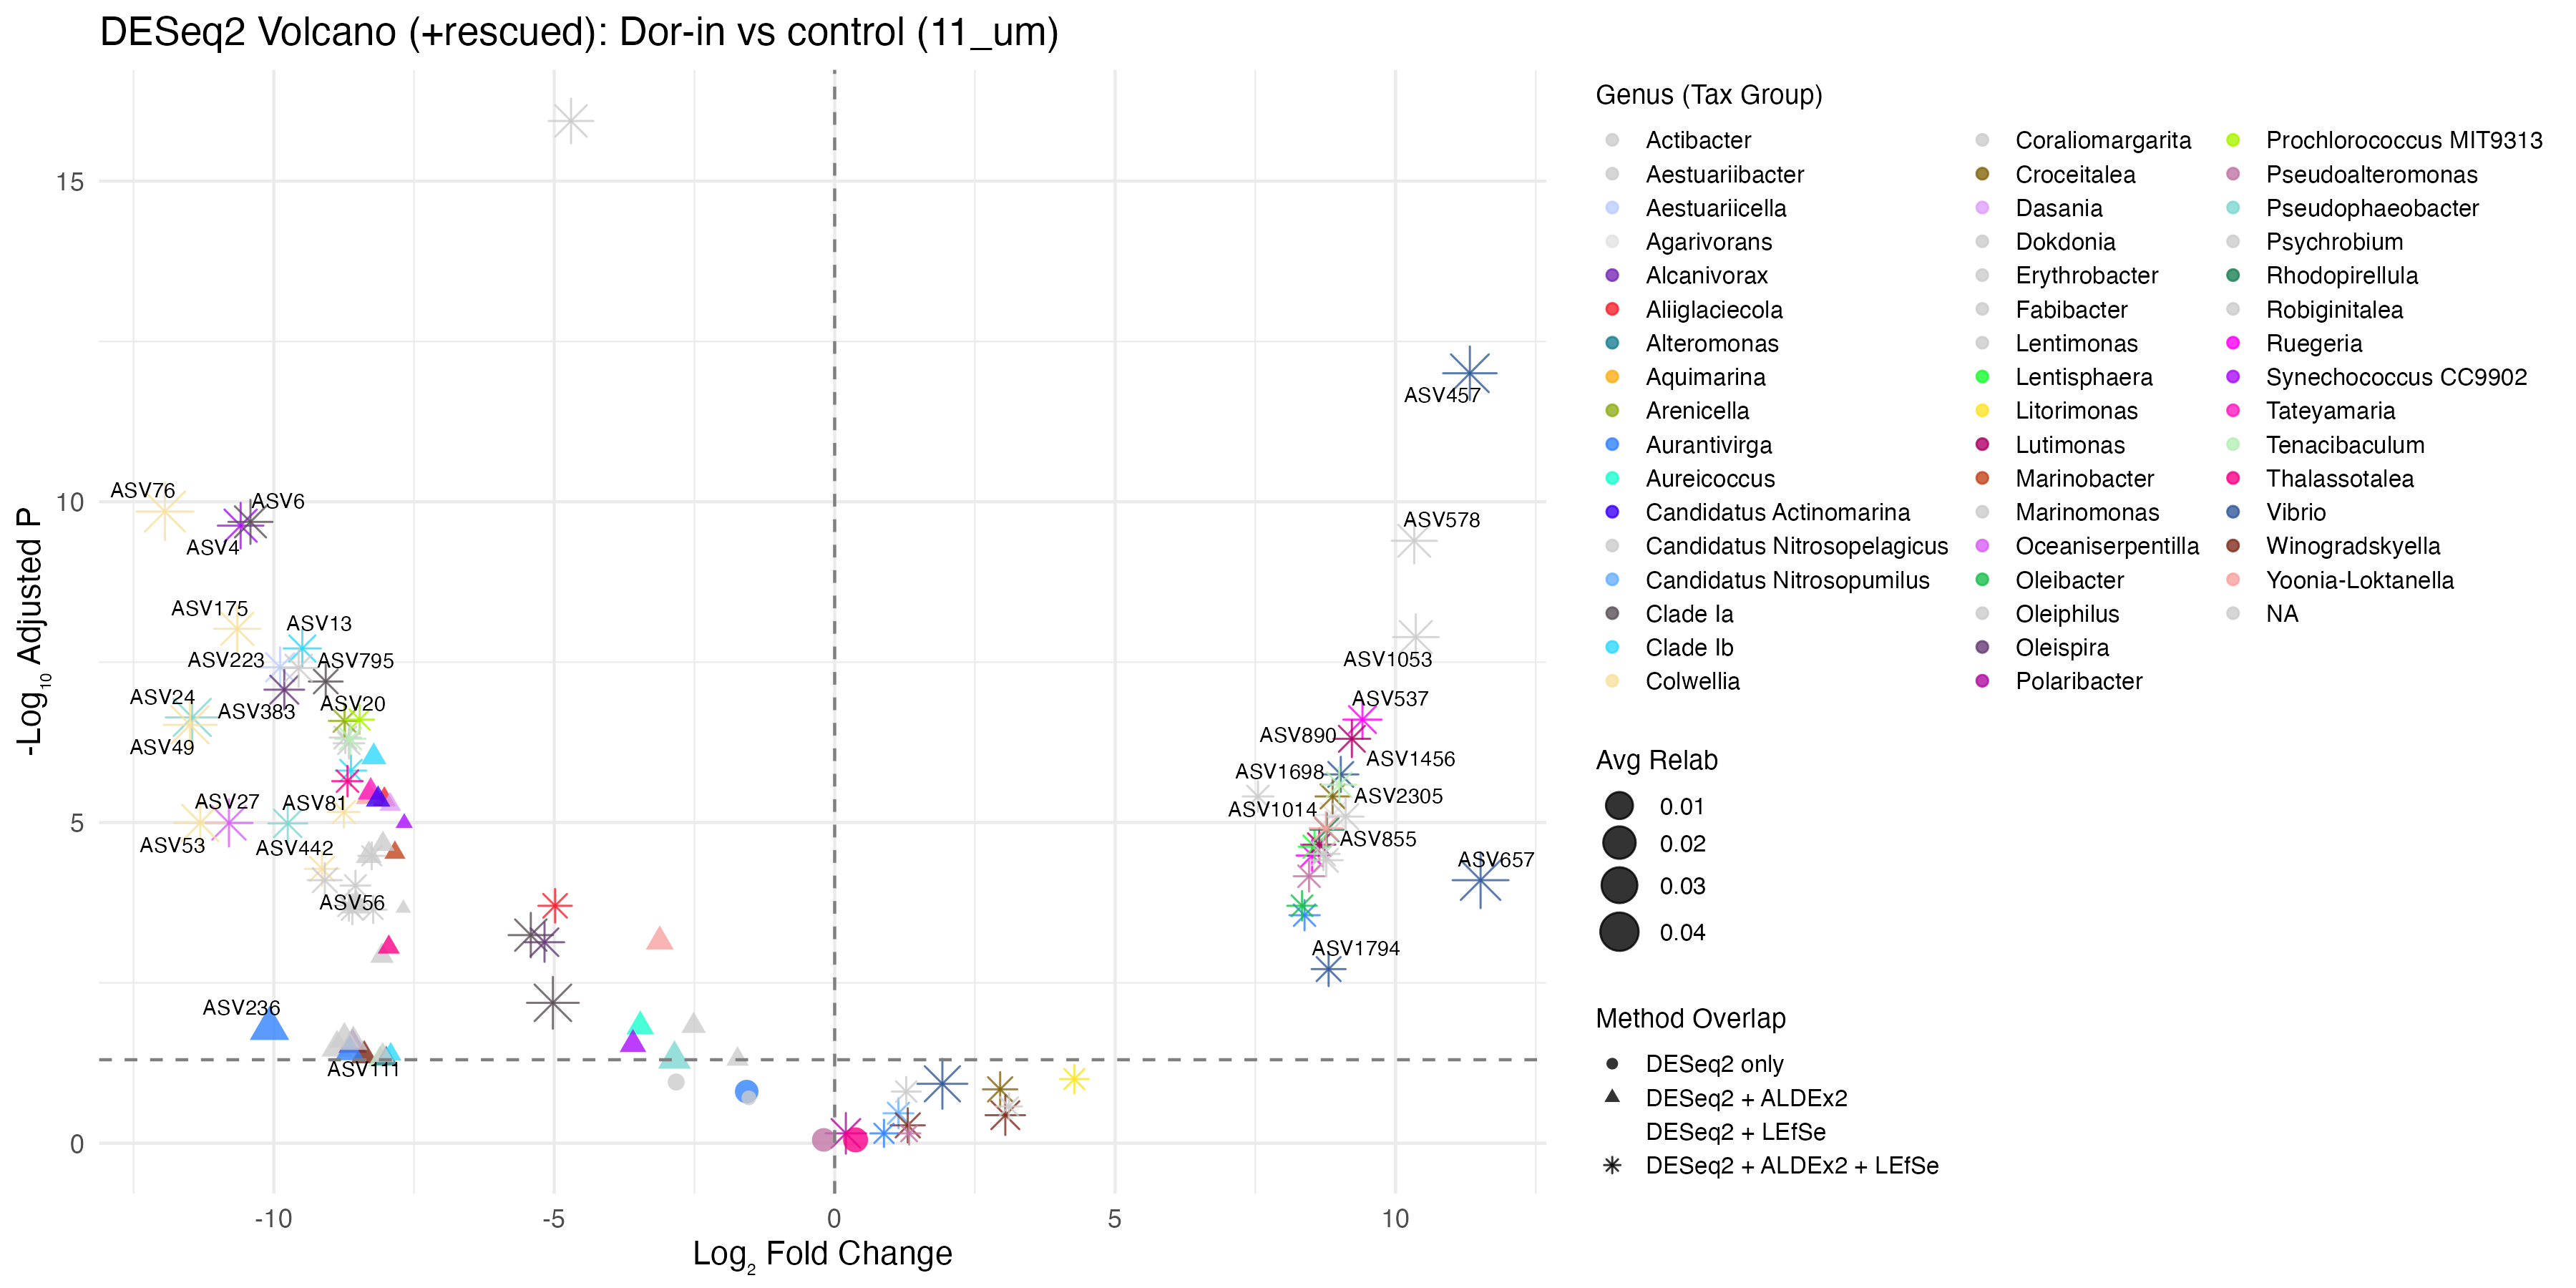 DESeq2 Volcano (+rescued): Dor-in vs control (11_um)
-Log10 Adjusted P
15
10
5
0
-10
-5
0
5
10
Log2 Fold Change
ASV457
ASV76
ASV6
ASV4
ASV578
ASV175
ASV13
ASV223
ASV795
ASV1053
ASV24
ASV383
ASV20
ASV49
ASV537
ASV890
ASV1456
ASV1698
ASV2305
ASV1014
ASV855
ASV657
ASV27
ASV81
ASV53
ASV442
ASV56
ASV1794
ASV236
ASV111
Genus (Tax Group)
Actibacter
Aestuariibacter
Aestuariicella
Agarivorans
Alcanivorax
Aliiglaciecola
Alteromonas
Aquimarina
Arenicella
Aurantivirga
Aureicoccus
Candidatus Actinomarina
Candidatus Nitrosopelagicus
Candidatus Nitrosopumilus
Clade Ia
Clade Ib
Colwellia
Coraliomargarita
Croceitalea
Dasania
Dokdonia
Erythrobacter
Fabibacter
Lentimonas
Lentisphaera
Litorimonas
Lutimonas
Marinobacter
Marinomonas
Oceaniserpentilla
Oleibacter
Oleiphilus
Oleispira
Polaribacter
Prochlorococcus MIT9313
Pseudoalteromonas
Pseudophaeobacter
Psychrobium
Rhodopirellula
Robiginitalea
Ruegeria
Synechococcus CC9902
Tateyamaria
Tenacibaculum
Thalassotalea
Vibrio
Winogradskyella
Yoonia-Loktanella
NA
Avg Relab
0.01
0.02
0.03
0.04
Method Overlap
DESeq2 only
DESeq2 + ALDEx2
DESeq2 + LEfSe
DESeq2 + ALDEx2 + LEfSe